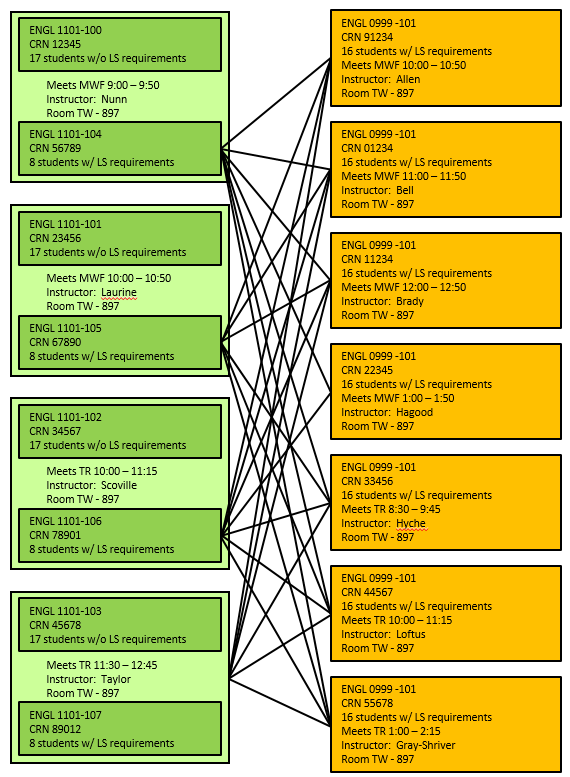 ENGL 1101-100
CRN 12345
17 students w/o LS requirements
Meets MWF 9:00 – 9:50
Instructor: Nunn
Room TW - 897
ENGL 1101-104
CRN 56789
8 students w/ LS requirements
ENGL 1101-101
CRN 23456
17 students w/o LS requirements
Meets MWF 10:00 – 10:50
Instructor: Laurine
Room TW - 897
ENGL 1101-105
CRN 67890
8 students w/ LS requirements
ENGL 1101-102
CRN 34567
17 students w/o LS requirements
Meets TR 10:00 – 11:15
Instructor: Scoville
Room TW - 897
ENGL 1101-106
CRN 78901
8 students w/ LS requirements
ENGL 1101-103
CRN 45678
17 students w/o LS requirements
Meets TR 11:30 – 12:45
Instructor: Taylor
Room TW - 897
ENGL 1101-107
CRN 89012
8 students w/ LS requirements
ENGL 0999 -101
CRN 91234
16 students w/ LS requirements
Meets MWF 10:00 – 10:50
Instructor: Allen
Room TW - 897
ENGL 0999 -101
CRN 01234
16 students w/ LS requirements
Meets MWF 11:00 – 11:50
Instructor: Bell
Room TW - 897
ENGL 0999 -101
CRN 11234
16 students w/ LS requirements
Meets MWF 12:00 – 12:50
Instructor: Brady
Room TW - 897
ENGL 0999 -101
CRN 22345
16 students w/ LS requirements
Meets MWF 1:00 – 1:50
Instructor: Hagood
Room TW - 897
ENGL 0999 -101
CRN 33456
16 students w/ LS requirements
Meets TR 8:30 – 9:45
Instructor: Hyche
Room TW - 897
ENGL 0999 -101
CRN 44567
16 students w/ LS requirements
Meets TR 10:00 – 11:15
Instructor: Loftus
Room TW - 897
ENGL 0999 -101
CRN 55678
16 students w/ LS requirements
Meets TR 1:00 – 2:15
Instructor: Gray-Shriver
Room TW - 897